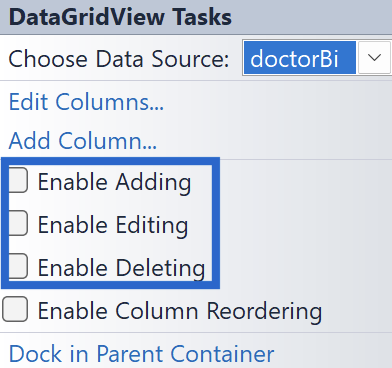 DataGridView Tasks
Choose Data Source: doctorBi
Edit Columns...
Add Column...
Enable Adding
Enable Editing
Enable Deleting
Enable Column Reordering
Dock in Parent Container